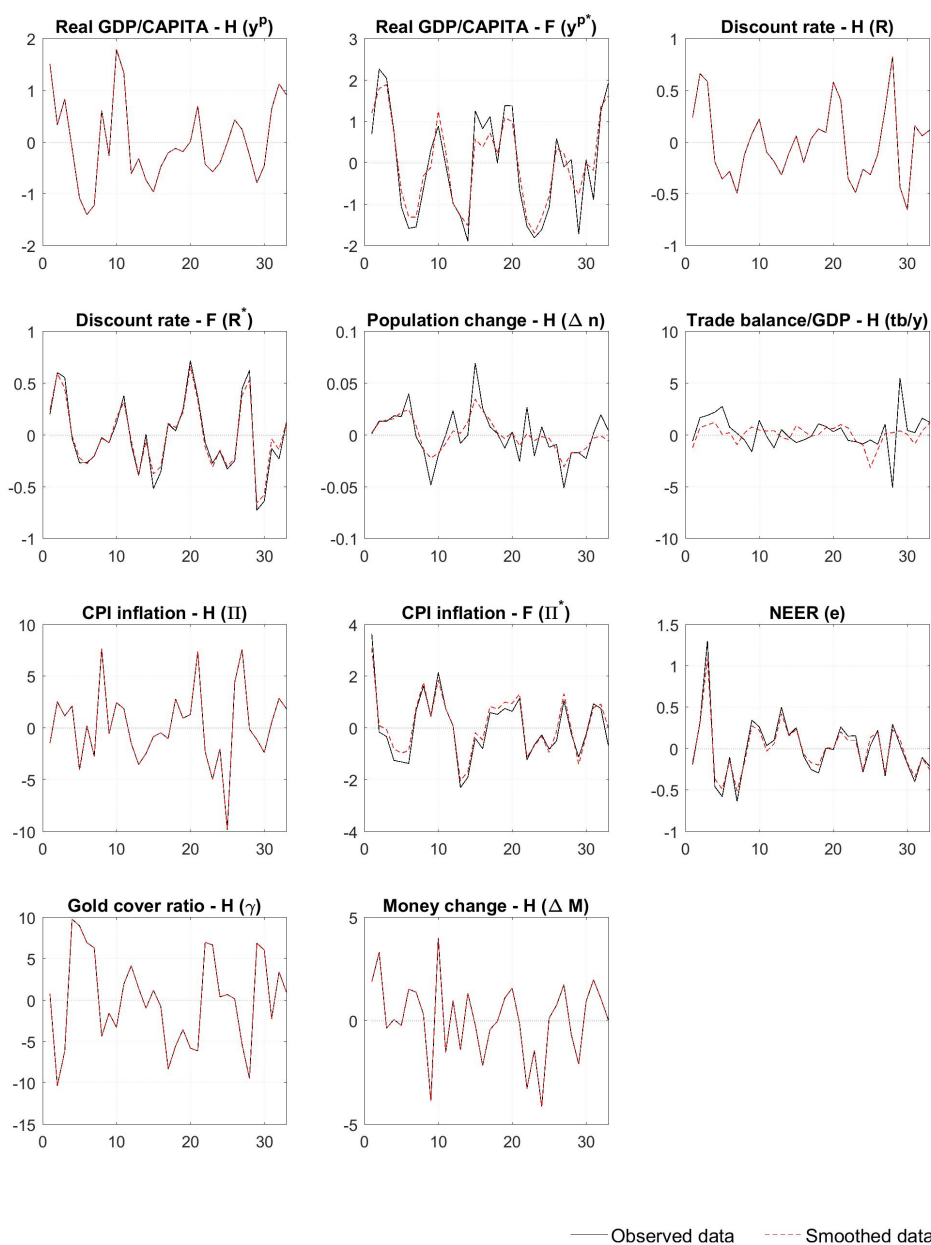 Real GDP/CAPITA - H (y^p)
Real GDP/CAPITA - F (y^p*)
Discount rate - H (R)
2
1
0
-1
-2
0 10 20 30
3
2
1
0
-1
-2
0 10 20 30
1
0.5
0
-0.5
-1
0 10 20 30
Discount rate - F (R^*)
Population change - H (Δ n)
Trade balance/GDP - H (tb/y)
1
0.5
0
-0.5
-1
0 10 20 30
0.1
0.05
0
-0.05
-0.1
0 10 20 30
10
5
0
-5
-10
0 10 20 30
CPI inflation - H (Π)
CPI inflation - F (Π^*)
NEER (e)
10
5
0
-5
-10
0 10 20 30
4
2
0
-2
-4
0 10 20 30
1.5
1
0.5
0
-0.5
-1
0 10 20 30
Gold cover ratio - H (γ)
Money change - H (Δ M)
10
5
0
-5
-10
-15
0 10 20 30
5
0
-5
0 10 20 30
Observed data
Smoothed data